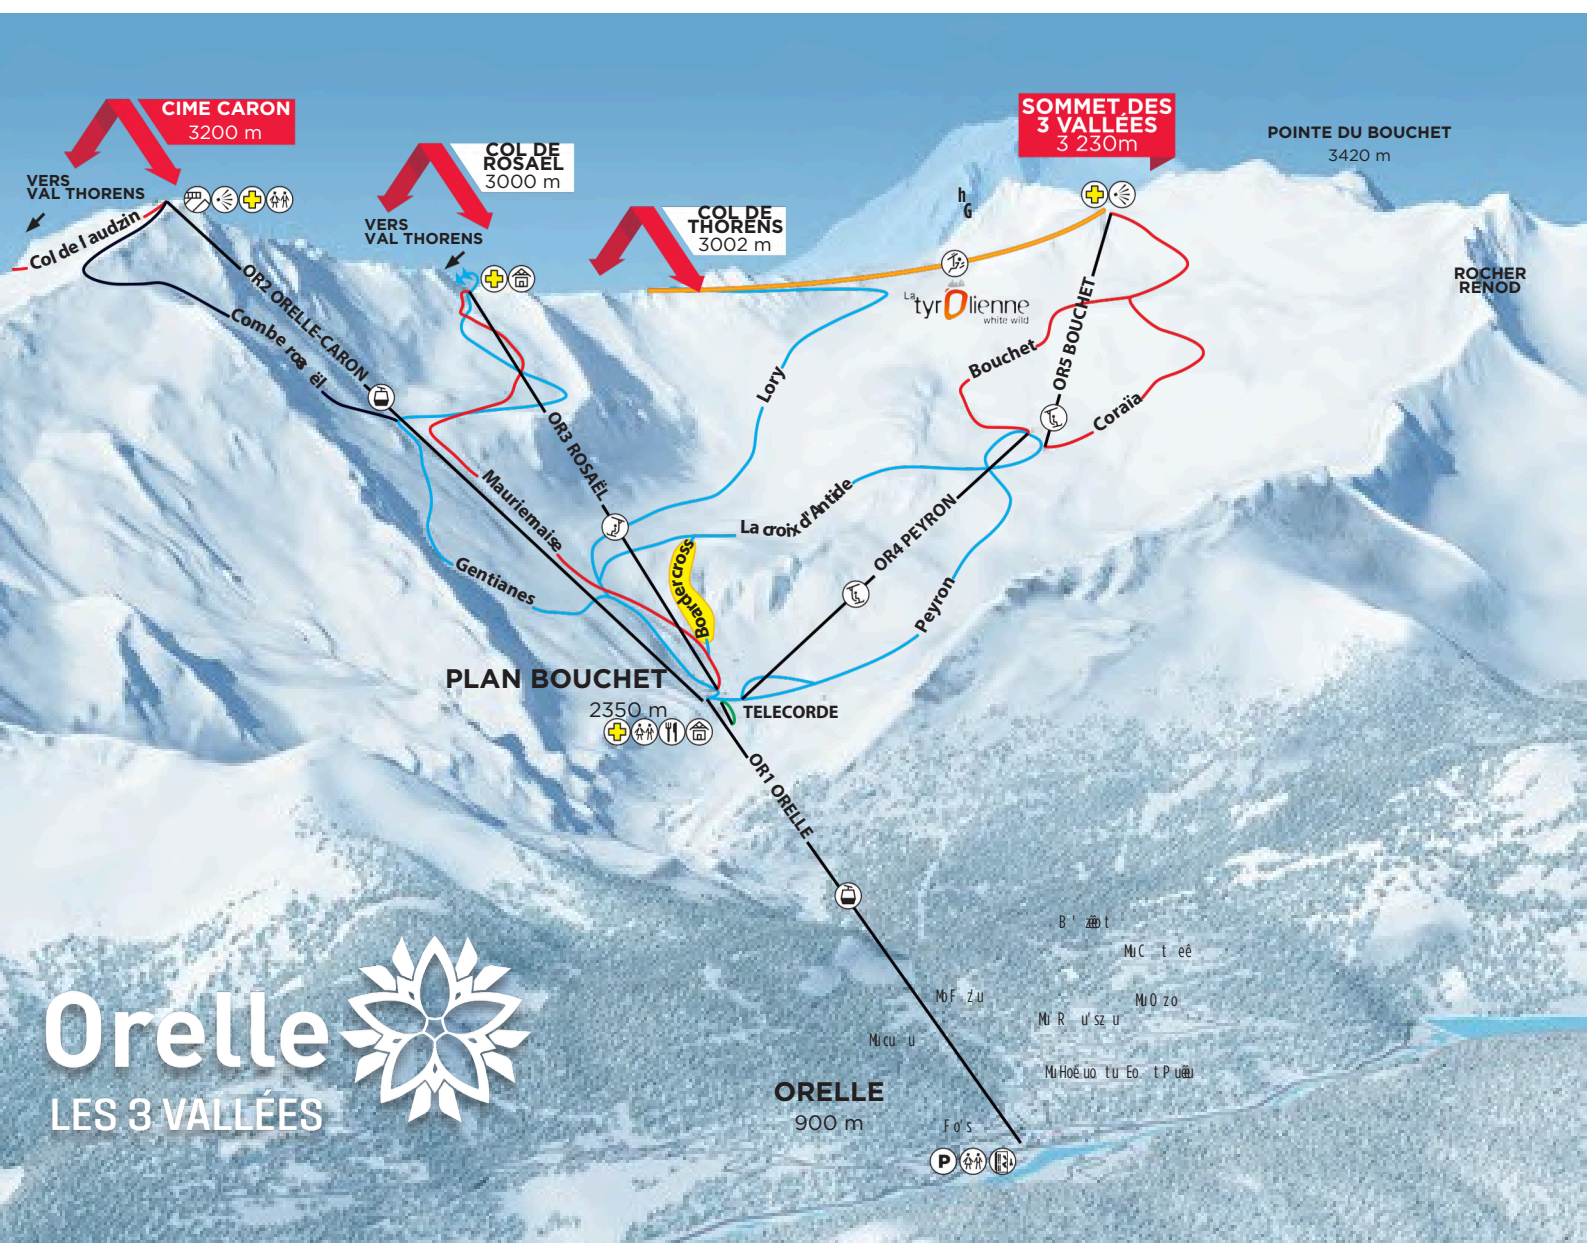 CIME CARON
3200 m
VERS
VAL THORENS
Col de l audzin
COL DE
ROSAEL
3000 m
VERS
VAL THORENS
COL DE
THORENS
3002 m
SOMMET DES
3 VALLÉES
3 230m
POINTE DU BOUCHET
3420 m
ROCHER
RENOD
La
tyrOlienne
white wild
OR2 ORELLE-CARON
Combe rosaël
OR3 ROSAËL
Lory
Bouchet
OR5 BOUCHET
Coraïa
Mauriemaise
La croix d'Antide
OR4 PEYRON
Gentianes
Boardercross
Peyron
PLAN BOUCHET
2350 m
TELECORDE
OR1 ORELLE
Orelle
LES 3 VALLÉES
ORELLE
900 m
P